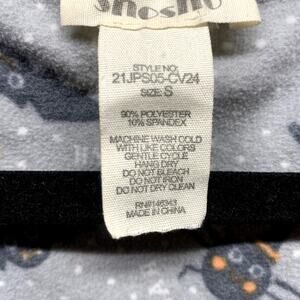 shosho
STYLE NO:
21JPS05-CV24
SIZE: S
90% POLYESTER
10% SPANDEX
MACHINE WASH COLD
WITH LIKE COLORS
GENTLE CYCLE
HANG DRY
DO NOT BLEACH
DO NOT IRON
DO NOT DRY CLEAN
RN#146343
MADE IN CHINA